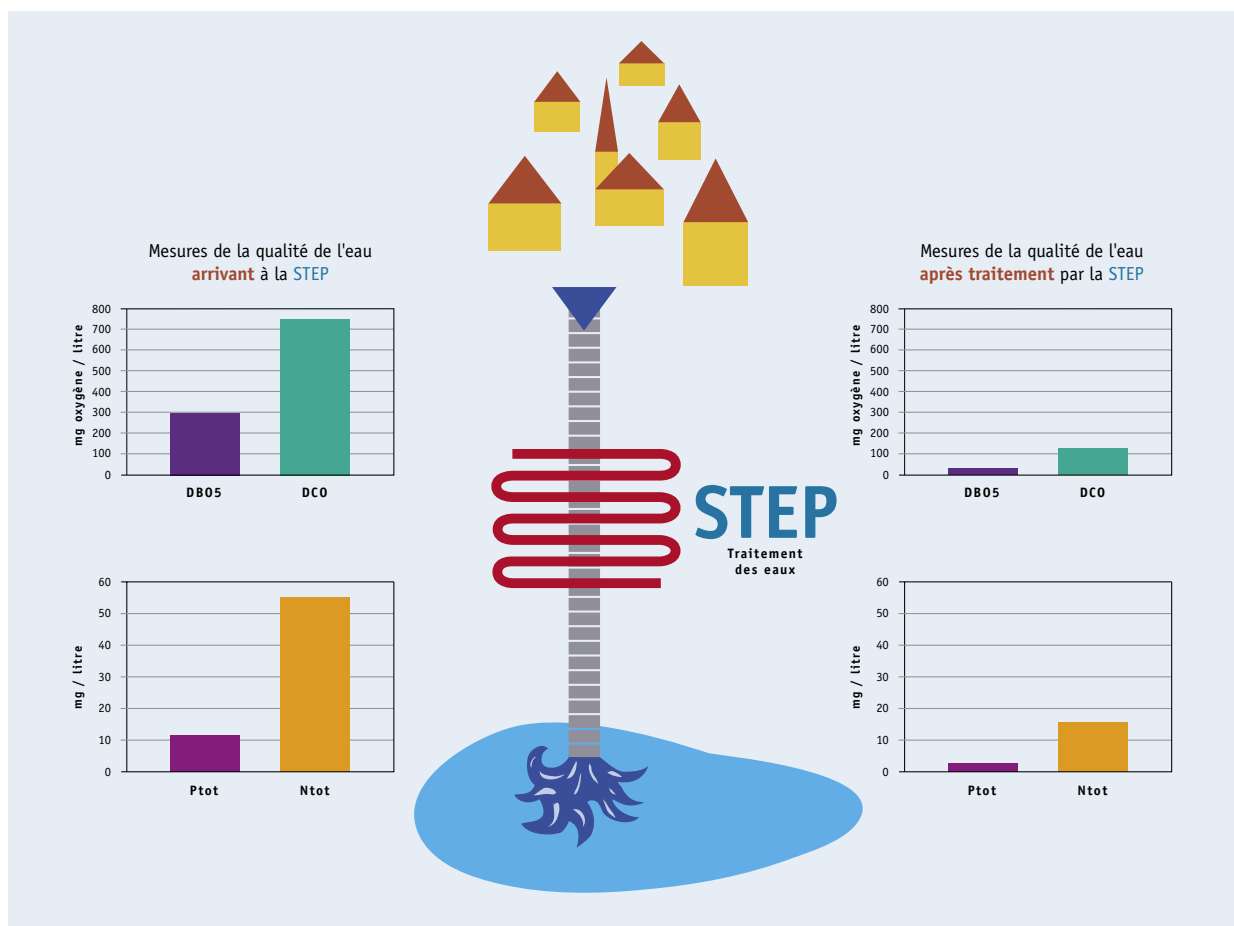 Mesures de la qualité de l'eau
arrivant à la STEP
mg oxygène / litre
800
700
600
500
400
300
200
100
0
DBO5 DCO
mg / litre
60
50
40
30
20
10
0
Ptot Ntot
STEP
Traitement
des eaux
Mesures de la qualité de l'eau
après traitement par la STEP
mg oxygène / litre
800
700
600
500
400
300
200
100
0
DBO5 DCO
mg / litre
60
50
40
30
20
10
0
Ptot Ntot